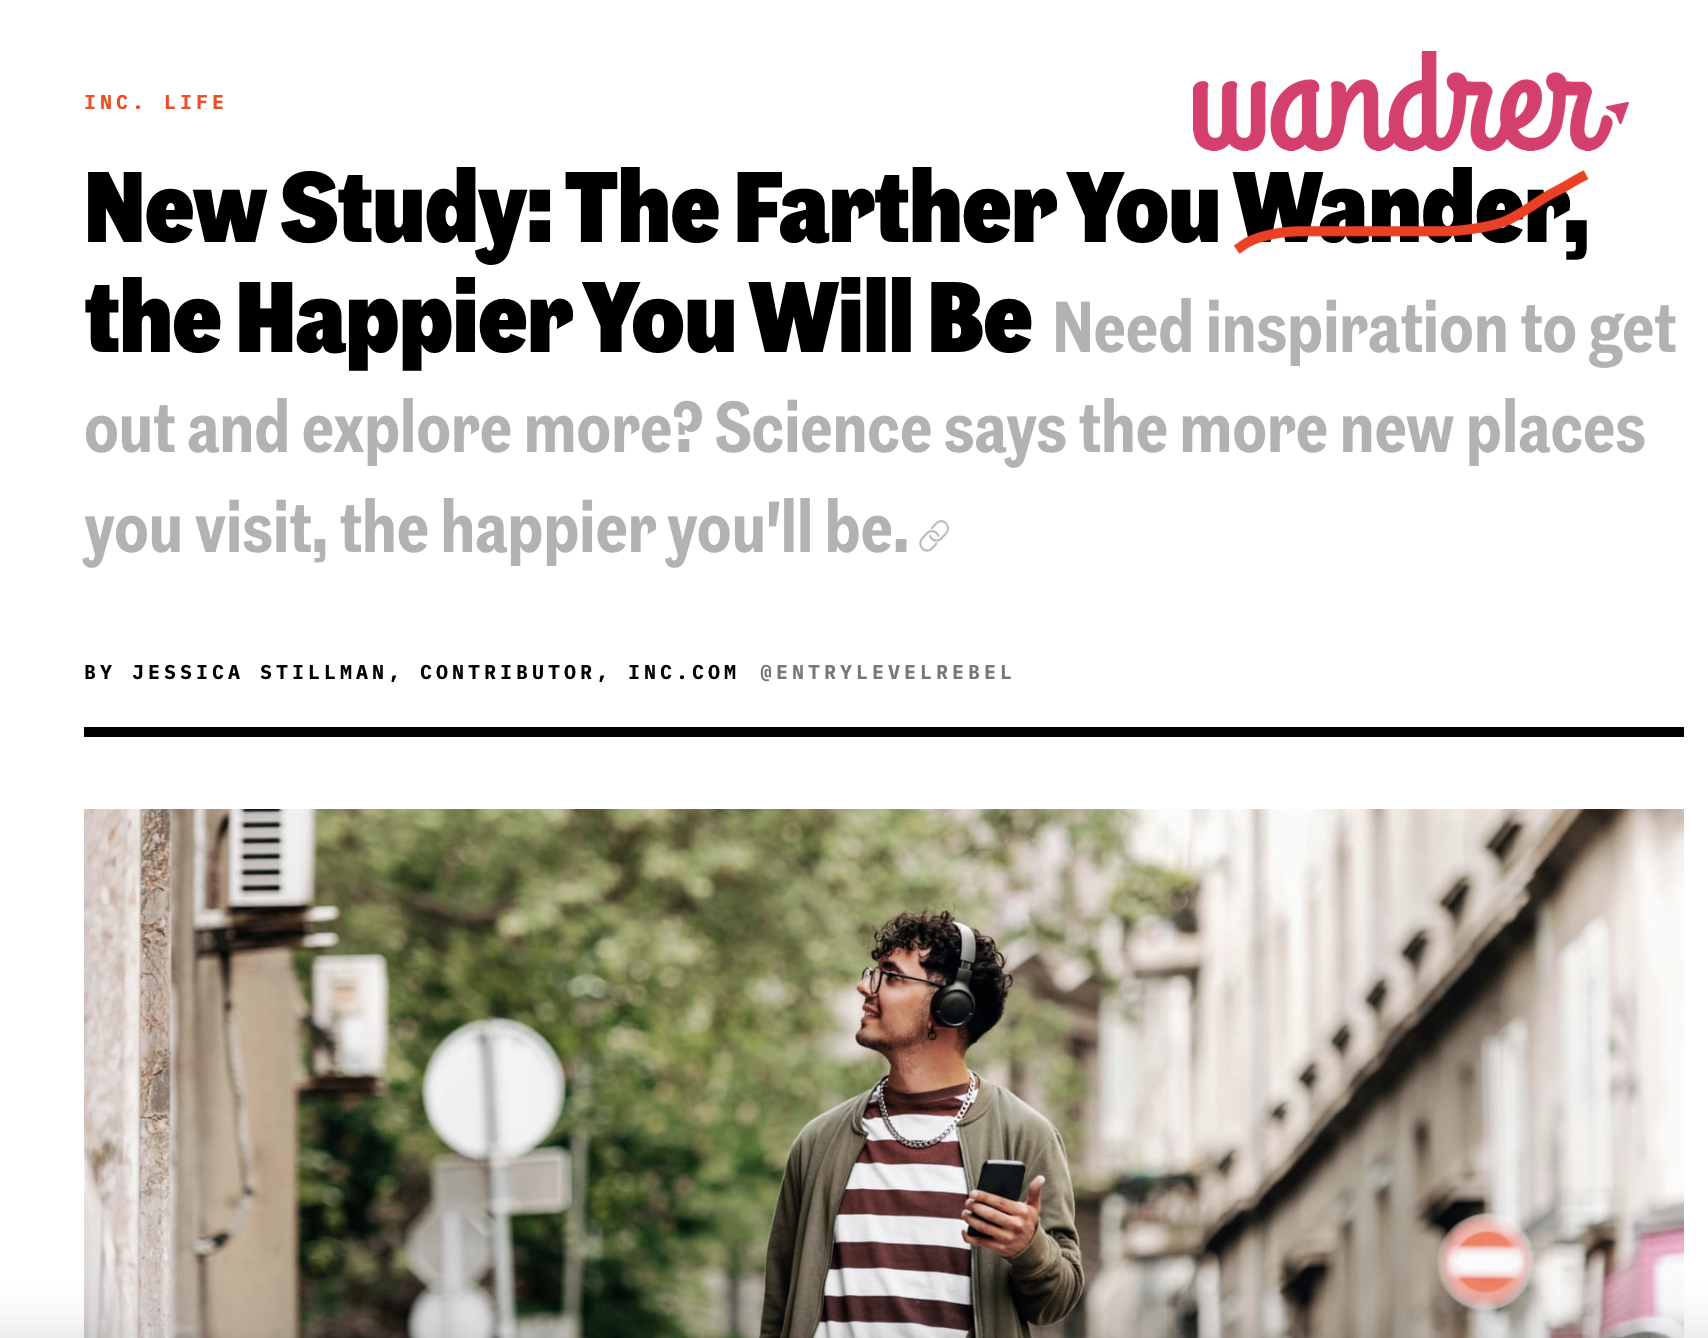 INC. LIFE
wandrer
New Study: The Farther You Wander,
the Happier You Will Be Need inspiration to get
out and explore more? Science says the more new places
you visit, the happier you'll be.
BY JESSICA STILLMAN, CONTRIBUTOR, INC.COM @ENTRYLEVELREBEL